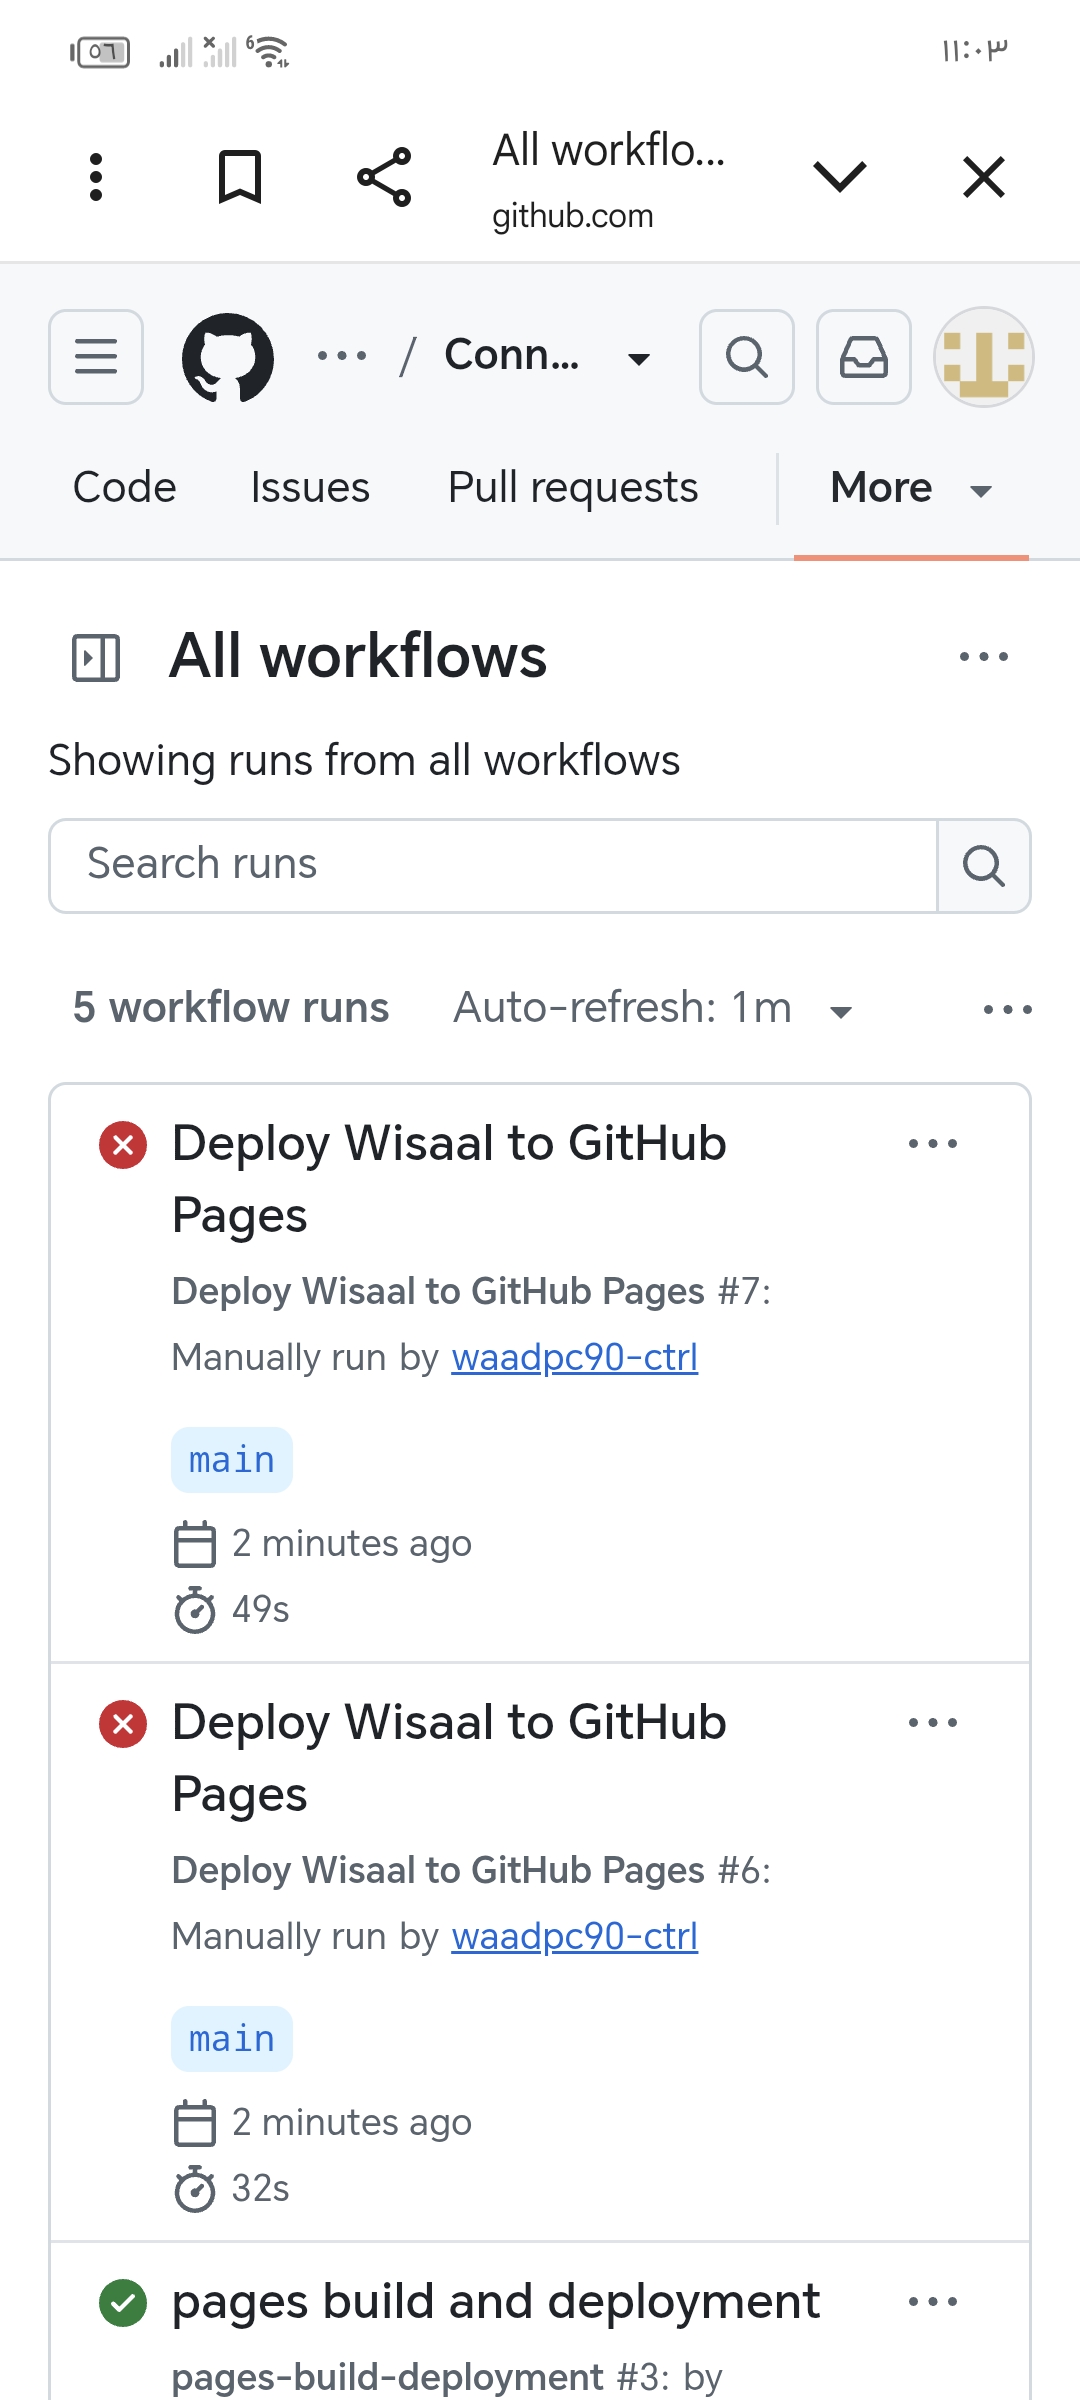 ٥٦
6
١١:٠٣
All workflo...
github.com
... / Conn...
Code
Issues
Pull requests
More
All workflows
Showing runs from all workflows
Search runs
5 workflow runs
Auto-refresh: 1m
Deploy Wisaal to GitHub
Pages
Deploy Wisaal to GitHub Pages #7:
Manually run by waadpc90-ctrl
main
2 minutes ago
49s
Deploy Wisaal to GitHub
Pages
Deploy Wisaal to GitHub Pages #6:
Manually run by waadpc90-ctrl
main
2 minutes ago
32s
pages build and deployment
pages-build-deployment #3: by